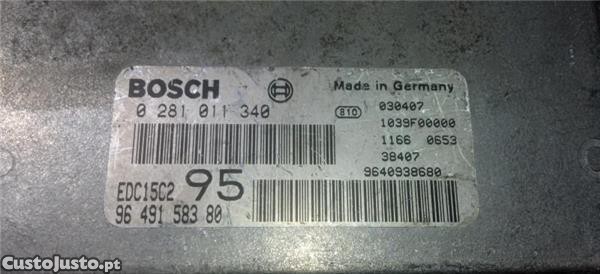 BOSCH
Made in Germany
0 281 011 340
810
030407
1039F00000
1166 0653
38407
9640938680
EDC15C2 95
96 491 583 80
CustoJusto.pt